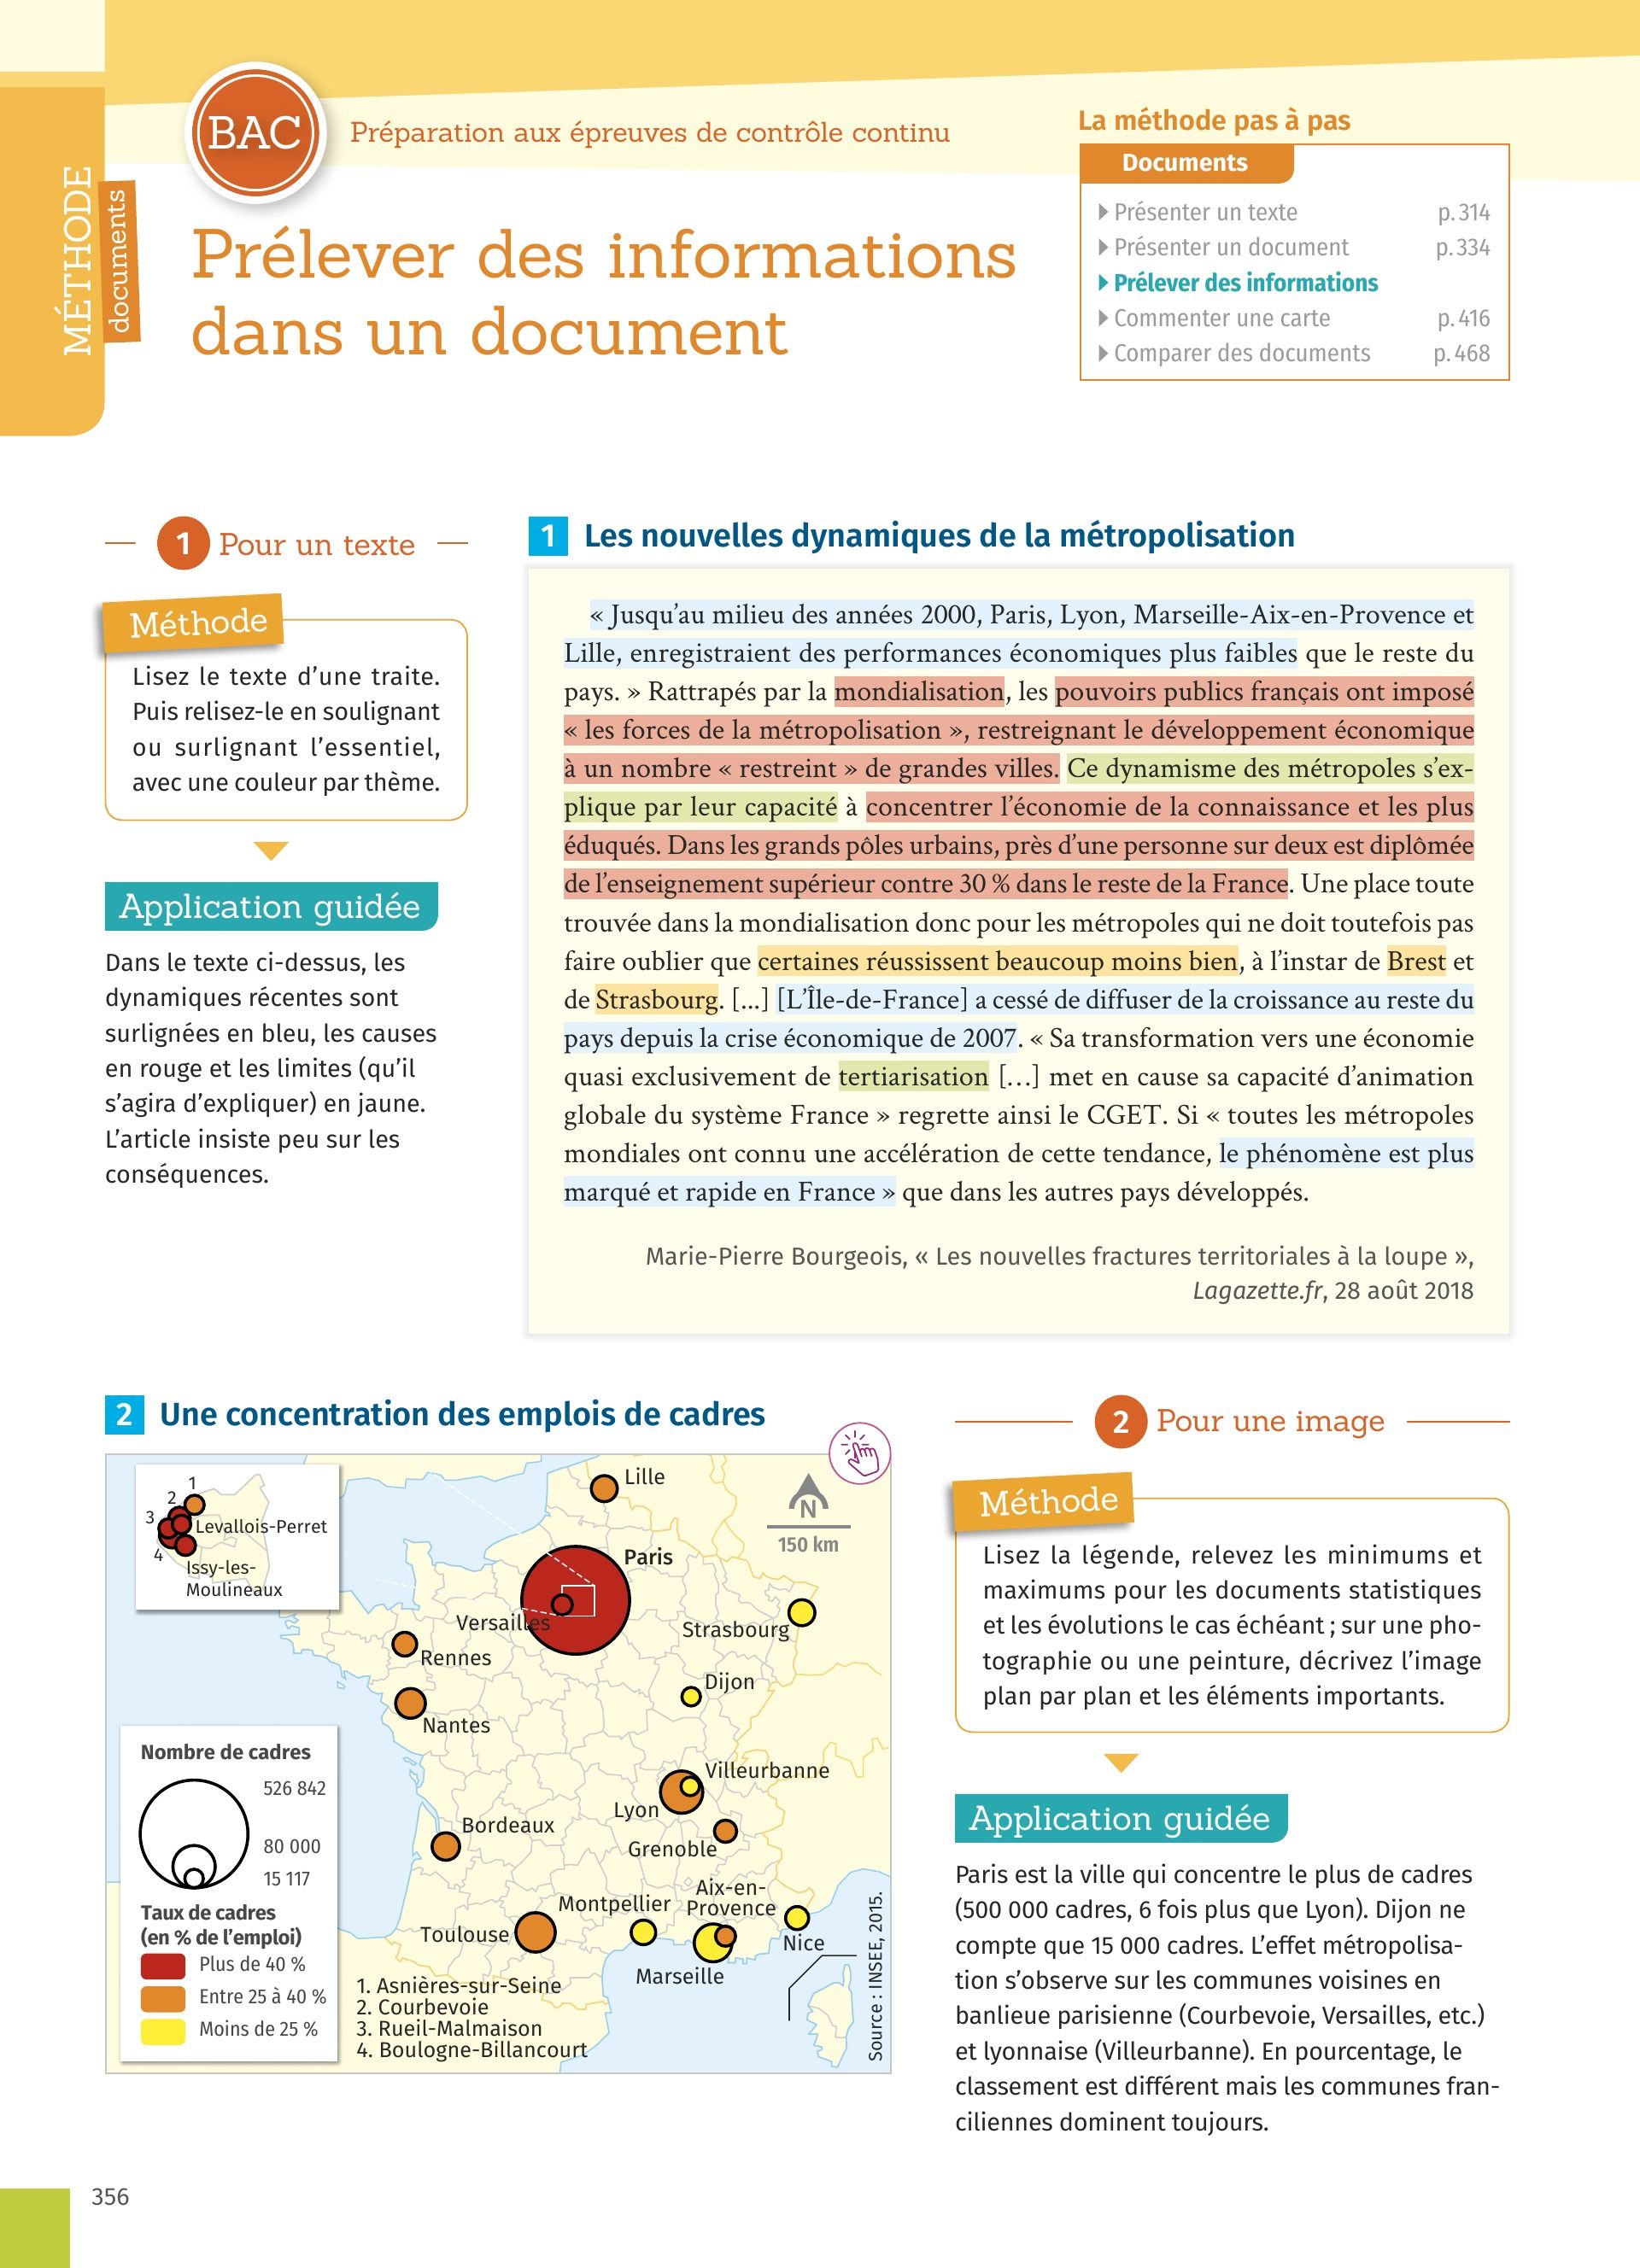 MÉTHODE
documents
BAC
Préparation aux épreuves de contrôle continu
Prélever des informations
dans un document
La méthode pas à pas
Documents
Présenter un texte p. 314
Présenter un document p. 334
Prélever des informations
Commenter une carte p. 416
Comparer des documents p. 468
1 Pour un texte
Méthode
Lisez le texte d’une traite.
Puis relisez-le en soulignant
ou surlignant l’essentiel,
avec une couleur par thème.
Application guidée
Dans le texte ci-dessus, les
dynamiques récentes sont
surlignées en bleu, les causes
en rouge et les limites (qu’il
s’agira d’expliquer) en jaune.
L’article insiste peu sur les
conséquences.
1 Les nouvelles dynamiques de la métropolisation
« Jusqu’au milieu des années 2000, Paris, Lyon, Marseille-Aix-en-Provence et
Lille, enregistraient des performances économiques plus faibles que le reste du
pays. » Rattrapés par la mondialisation, les pouvoirs publics français ont imposé
« les forces de la métropolisation », restreignant le développement économique
à un nombre « restreint » de grandes villes. Ce dynamisme des métropoles s’ex-
plique par leur capacité à concentrer l’économie de la connaissance et les plus
éduqués. Dans les grands pôles urbains, près d’une personne sur deux est diplômée
de l’enseignement supérieur contre 30 % dans le reste de la France. Une place toute
trouvée dans la mondialisation donc pour les métropoles qui ne doit toutefois pas
faire oublier que certaines réussissent beaucoup moins bien, à l’instar de Brest et
de Strasbourg. [...] [L’Île-de-France] a cessé de diffuser de la croissance au reste du
pays depuis la crise économique de 2007. « Sa transformation vers une économie
quasi exclusivement de tertiarisation […] met en cause sa capacité d’animation
globale du système France » regrette ainsi le CGET. Si « toutes les métropoles
mondiales ont connu une accélération de cette tendance, le phénomène est plus
marqué et rapide en France » que dans les autres pays développés.
Marie-Pierre Bourgeois, « Les nouvelles fractures territoriales à la loupe »,
Lagazette.fr, 28 août 2018
2 Une concentration des emplois de cadres
1
2
3
4
Levallois-Perret
Issy-les-
Moulineaux
Lille
N
150 km
Paris
Versailles
Strasbourg
Rennes
Dijon
Nantes
Villeurbanne
Lyon
Bordeaux
Grenoble
Aix-en-
Provence
Montpellier
Toulouse
Nice
Marseille
Nombre de cadres
526 842
80 000
15 117
Taux de cadres
(en % de l’emploi)
Plus de 40 %
Entre 25 à 40 %
Moins de 25 %
1. Asnières-sur-Seine
2. Courbevoie
3. Rueil-Malmaison
4. Boulogne-Billancourt
Source : INSEE, 2015.
2 Pour une image
Méthode
Lisez la légende, relevez les minimums et
maximums pour les documents statistiques
et les évolutions le cas échéant ; sur une pho-
tographie ou une peinture, décrivez l’image
plan par plan et les éléments importants.
Application guidée
Paris est la ville qui concentre le plus de cadres
(500 000 cadres, 6 fois plus que Lyon). Dijon ne
compte que 15 000 cadres. L’effet métropolisa-
tion s’observe sur les communes voisines en
banlieue parisienne (Courbevoie, Versailles, etc.)
et lyonnaise (Villeurbanne). En pourcentage, le
classement est différent mais les communes fran-
ciliennes dominent toujours.
356